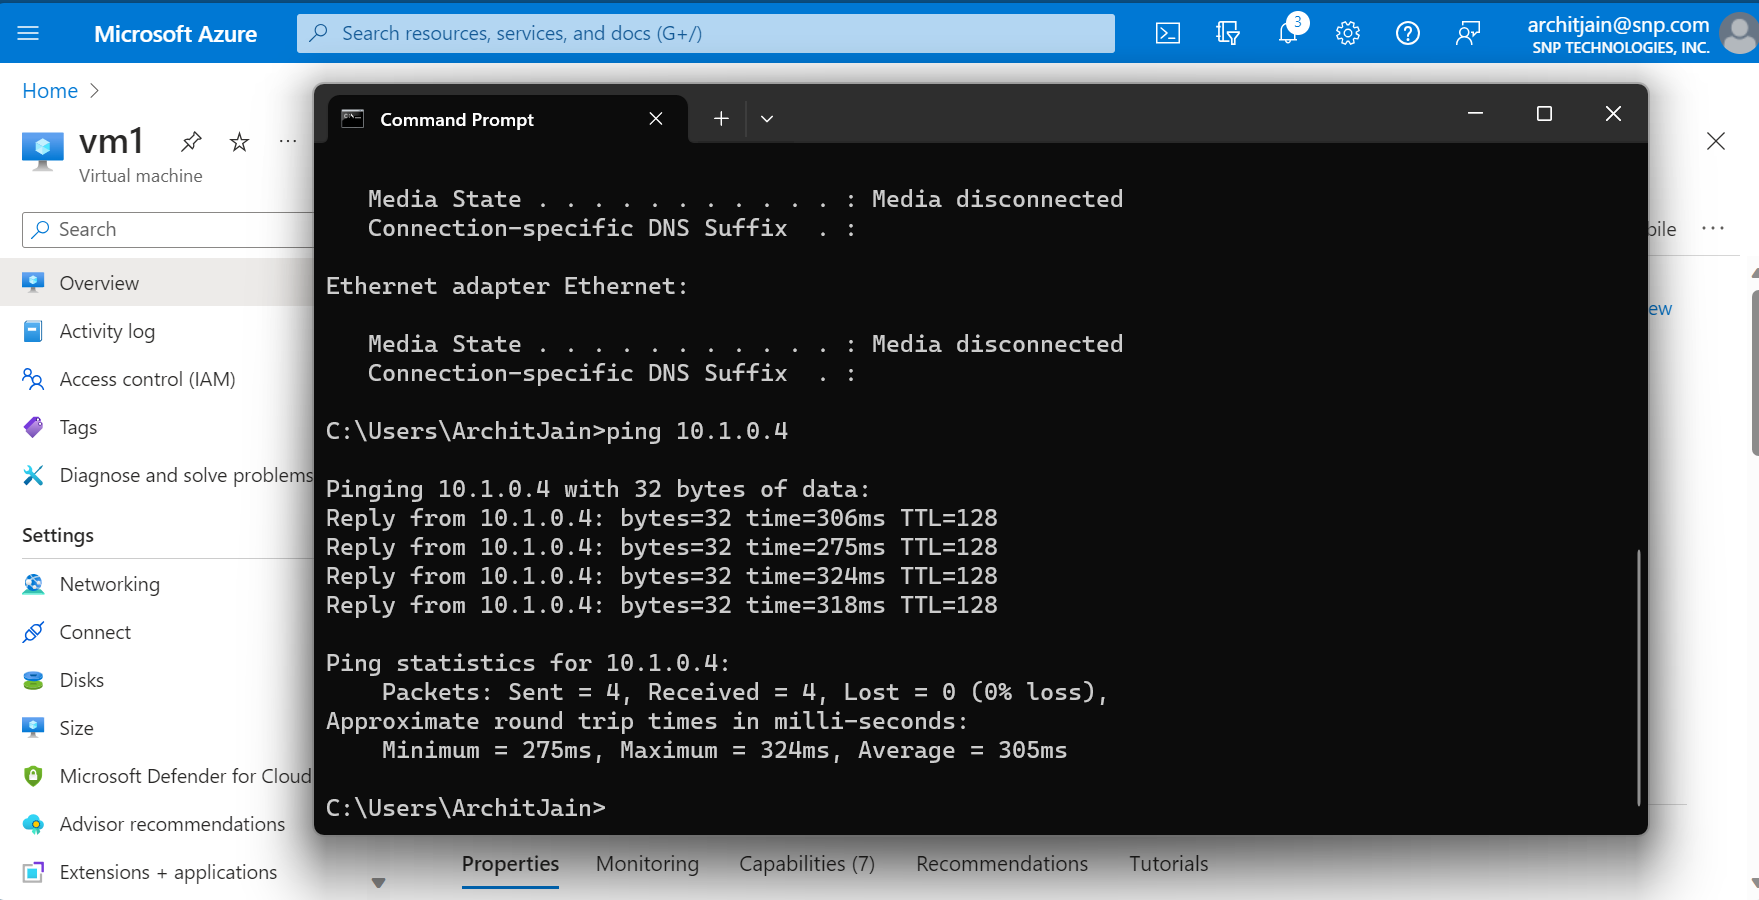 Microsoft Azure
Search resources, services, and docs (G+/)
3
architjain@snp.com
SNP TECHNOLOGIES, INC.
Home
vm1
Virtual machine
Search
Overview
Activity log
Access control (IAM)
Tags
Diagnose and solve problems
Settings
Networking
Connect
Disks
Size
Microsoft Defender for Cloud
Advisor recommendations
Extensions + applications
Command Prompt
Media State . . . . . . . . . . . : Media disconnected
Connection-specific DNS Suffix  . :
Ethernet adapter Ethernet:
Media State . . . . . . . . . . . : Media disconnected
Connection-specific DNS Suffix  . :
C:\Users\ArchitJain>ping 10.1.0.4
Pinging 10.1.0.4 with 32 bytes of data:
Reply from 10.1.0.4: bytes=32 time=306ms TTL=128
Reply from 10.1.0.4: bytes=32 time=275ms TTL=128
Reply from 10.1.0.4: bytes=32 time=324ms TTL=128
Reply from 10.1.0.4: bytes=32 time=318ms TTL=128
Ping statistics for 10.1.0.4:
Packets: Sent = 4, Received = 4, Lost = 0 (0% loss),
Approximate round trip times in milli-seconds:
Minimum = 275ms, Maximum = 324ms, Average = 305ms
C:\Users\ArchitJain>
Properties Monitoring Capabilities (7) Recommendations Tutorials